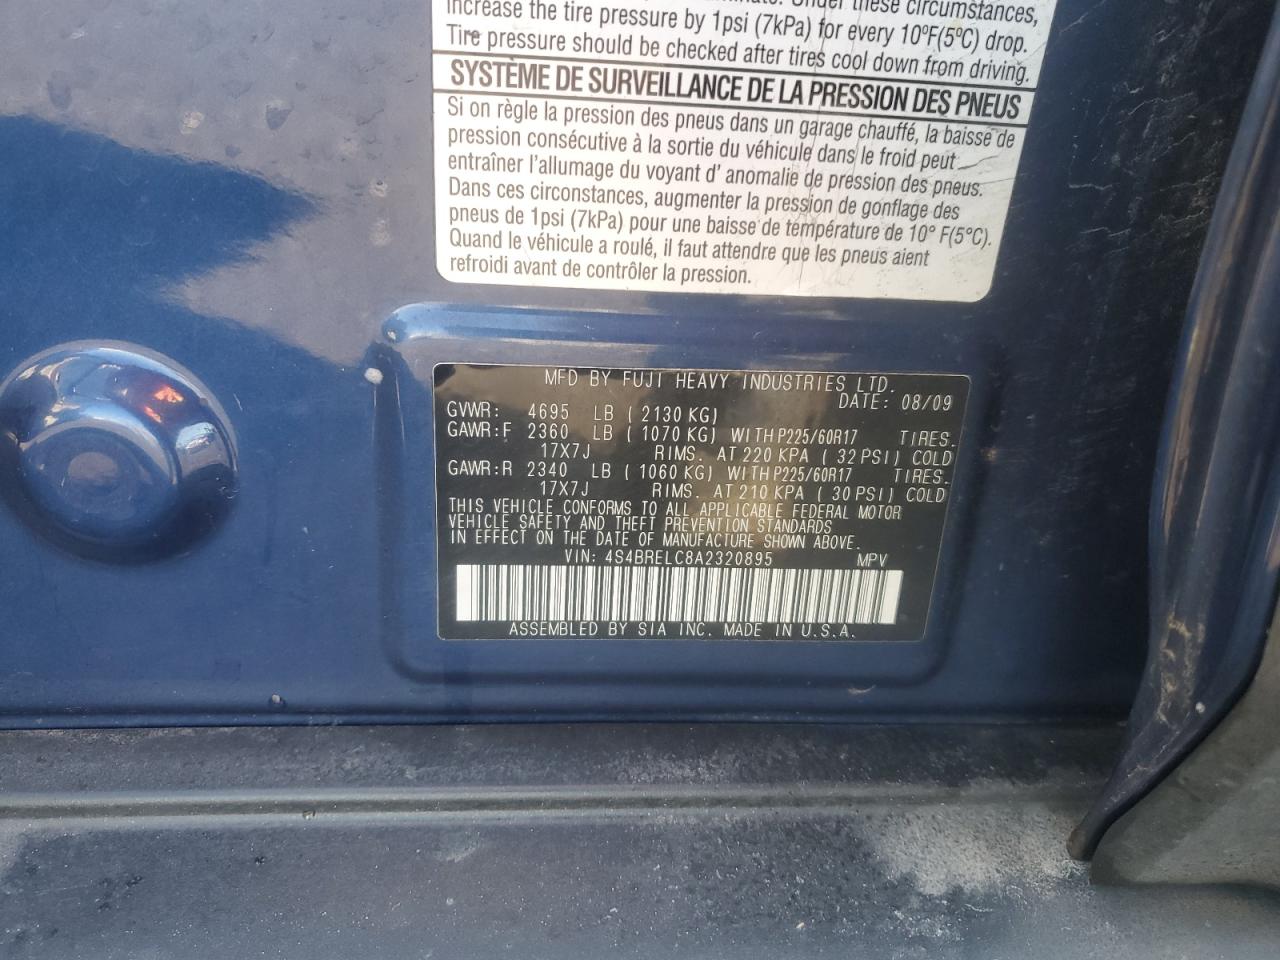 Under these circumstances,
increase the tire pressure by 1psi (7kPa) for every 10ºF(5ºC) drop.
Tire pressure should be checked after tires cool down from driving.
SYSTÈME DE SURVEILLANCE DE LA PRESSION DES PNEUS
Si on règle la pression des pneus dans un garage chauffé, la baisse de
pression consécutive à la sortie du véhicule dans le froid peut
entraîner l'allumage du voyant d' anomalie de pression des pneus.
Dans ces circonstances, augmenter la pression de gonflage des
pneus de 1psi (7kPa) pour une baisse de température de 10° F(5°C).
Quand le véhicule a roulé, il faut attendre que les pneus aient
refroidi avant de contrôler la pression.
MFD BY FUJI HEAVY INDUSTRIES LTD.
DATE: 08/09
GVWR: 4695 LB ( 2130 KG)
GAWR:F 2360 LB ( 1070 KG) WITH P225/60R17 TIRES.
17X7J RIMS. AT 220 KPA ( 32 PSI) COLD
GAWR:R 2340 LB ( 1060 KG) WITH P225/60R17 TIRES.
17X7J RIMS. AT 210 KPA ( 30 PSI) COLD
THIS VEHICLE CONFORMS TO ALL APPLICABLE FEDERAL MOTOR
VEHICLE SAFETY AND THEFT PREVENTION STANDARDS
IN EFFECT ON THE DATE OF MANUFACTURE SHOWN ABOVE.
VIN: 4S4BRELC8A2320895 MPV
ASSEMBLED BY SIA INC. MADE IN U.S.A.